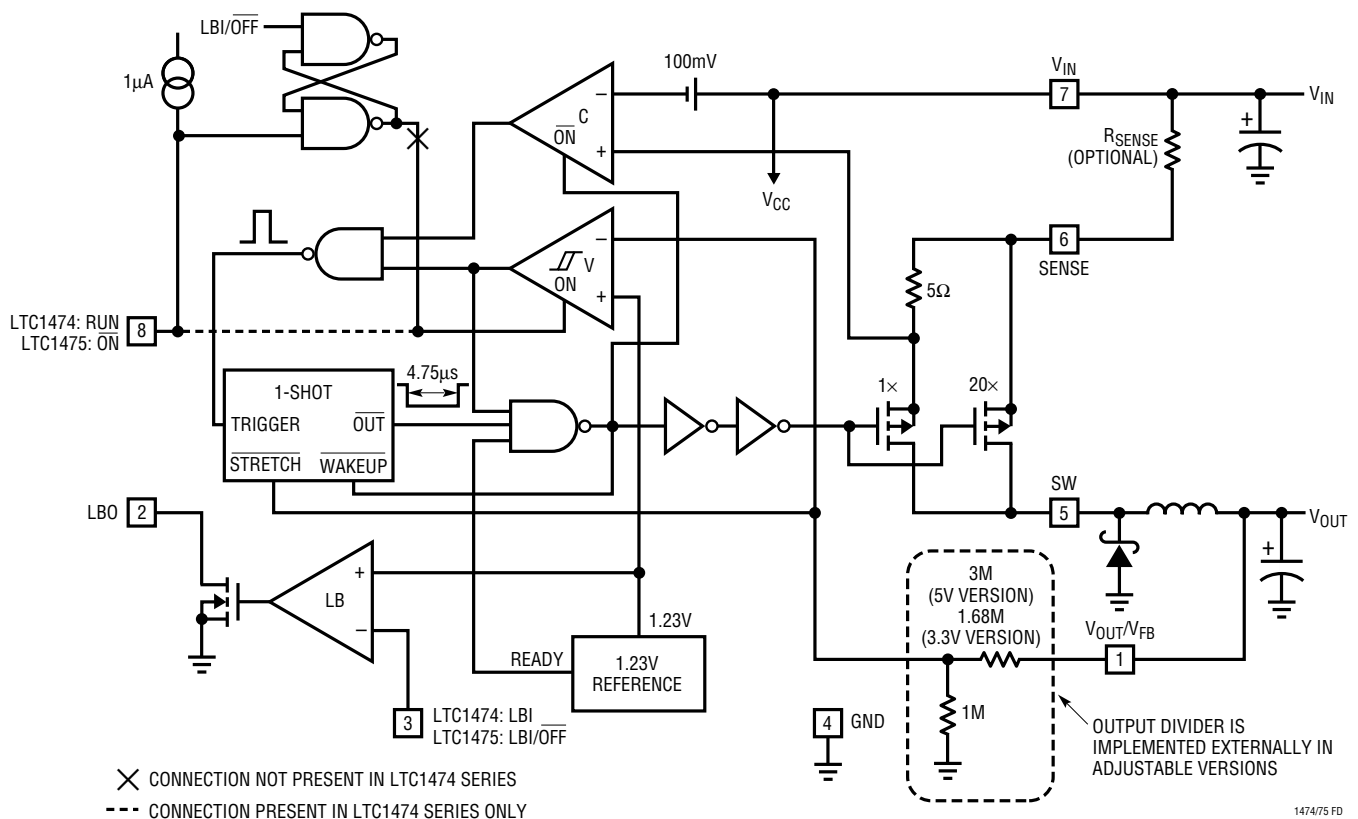 LBI/OFF
1µA
100mV
V_IN
7
V_IN
R_SENSE
(OPTIONAL)
+
−
C
ON
+
V_CC
6
SENSE
−
V
ON
+
5Ω
LTC1474: RUN
LTC1475: ON
8
4.75µs
1-SHOT
TRIGGER
OUT
STRETCH
WAKEUP
1×
20×
SW
5
V_OUT
+
LBO
2
+
LB
−
3M
(5V VERSION)
1.68M
(3.3V VERSION)
V_OUT/V_FB
1
1.23V
READY
1.23V
REFERENCE
1M
3
LTC1474: LBI
LTC1475: LBI/OFF
4
GND
OUTPUT DIVIDER IS
IMPLEMENTED EXTERNALLY IN
ADJUSTABLE VERSIONS
CONNECTION NOT PRESENT IN LTC1474 SERIES
CONNECTION PRESENT IN LTC1474 SERIES ONLY
1474/75 FD